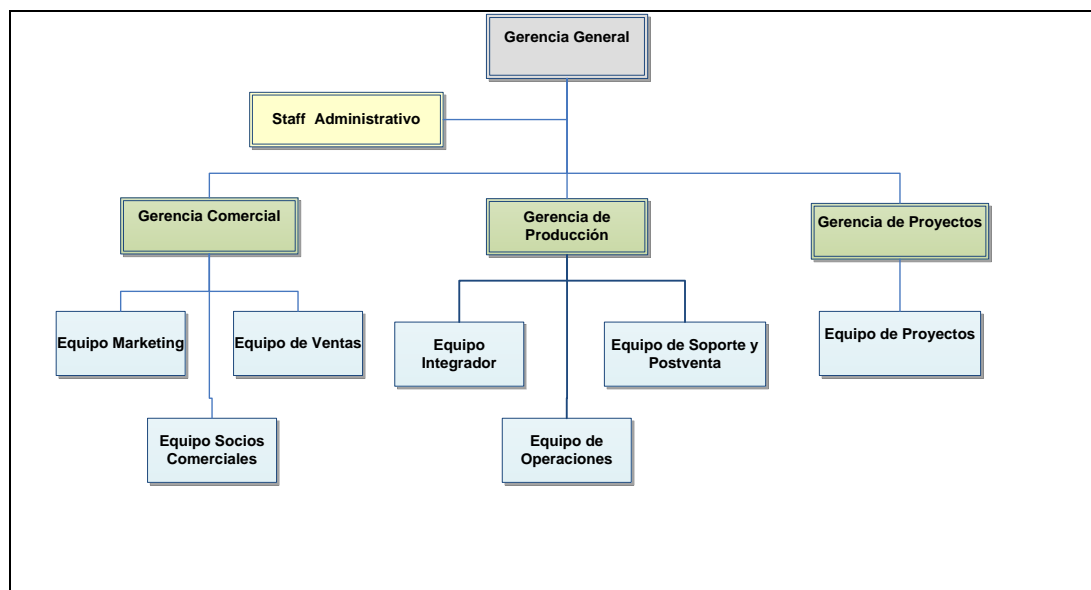 Gerencia General
Staff  Administrativo
Gerencia Comercial
Gerencia de
Producción
Gerencia de Proyectos
Equipo Marketing
Equipo de Ventas
Equipo
Integrador
Equipo de Soporte y
Postventa
Equipo de Proyectos
Equipo Socios
Comerciales
Equipo de
Operaciones